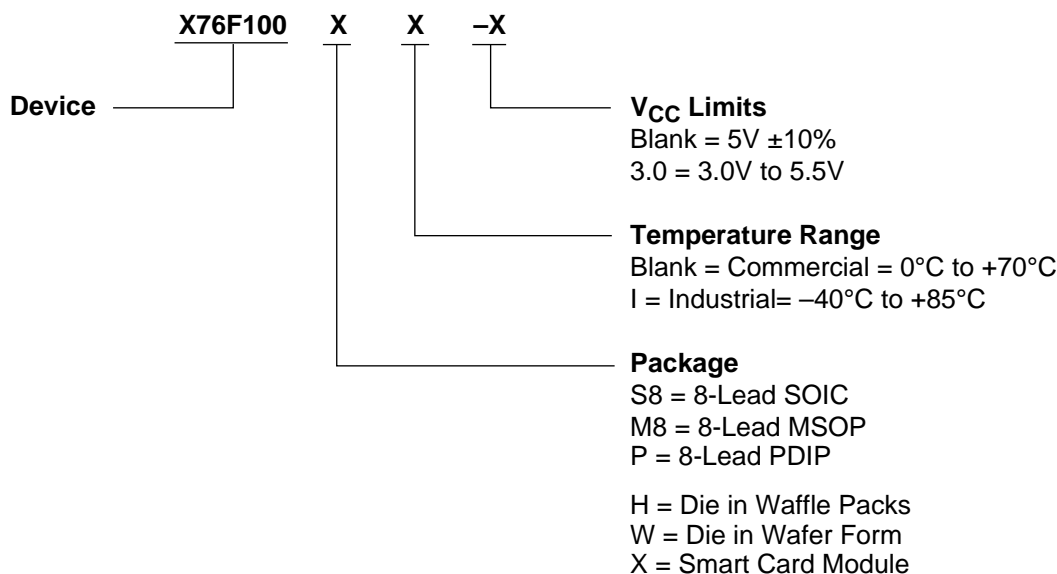 X76F100 X X –X
Device
VCC Limits
Blank = 5V ±10%
3.0 = 3.0V to 5.5V
Temperature Range
Blank = Commercial = 0°C to +70°C
I = Industrial= –40°C to +85°C
Package
S8 = 8-Lead SOIC
M8 = 8-Lead MSOP
P = 8-Lead PDIP
H = Die in Waffle Packs
W = Die in Wafer Form
X = Smart Card Module